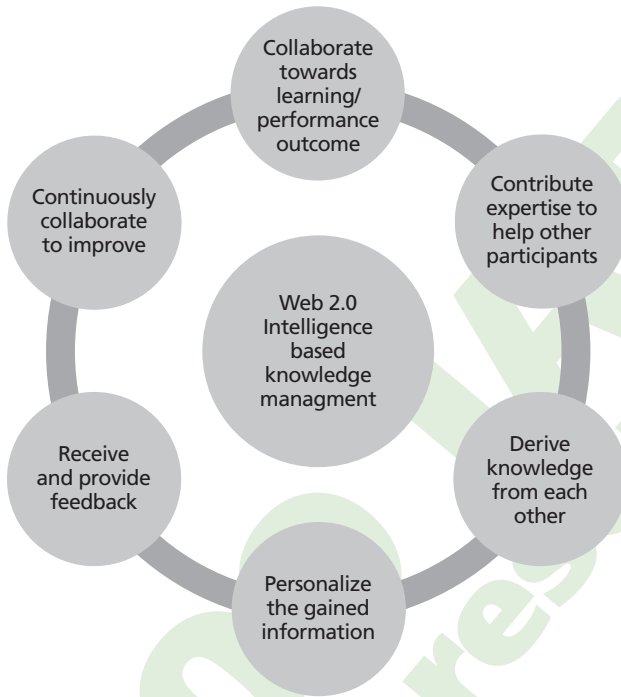 Collaborate
towards
learning/
performance
outcome
Contribute
expertise to
help other
participants
Derive
knowledge
from each
other
Personalize
the gained
information
Receive
and provide
feedback
Continuously
collaborate
to improve
Web 2.0
Intelligence
based
knowledge
managment